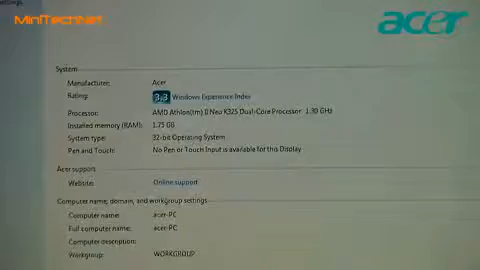 settings.
MiniTechNet
acer
System
Manufacturer: Acer
Rating: 3,3 Windows Experience Index
Processor: AMD Athlon(tm) II Neo K325 Dual-Core Processor 1.30 GHz
Installed memory (RAM): 1.75 GB
System type: 32-bit Operating System
Pen and Touch: No Pen or Touch Input is available for this Display
Acer support
Website: Online support
Computer name, domain, and workgroup settings
Computer name: acer-PC
Full computer name: acer-PC
Computer description:
Workgroup: WORKGROUP